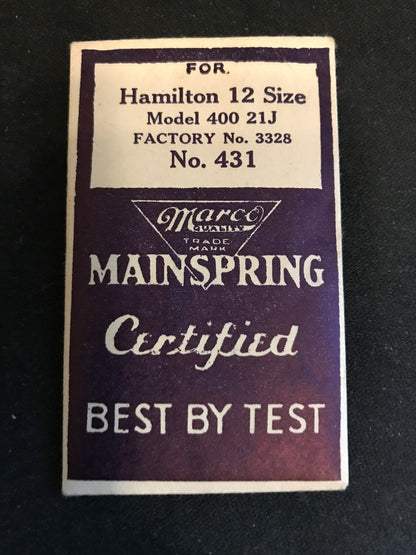 FOR.
Hamilton 12 Size
Model 400 21J
FACTORY No. 3328
No. 431
Marco
QUALITY
TRADE
MARK
MAINSPRING
Certified
BEST BY TEST